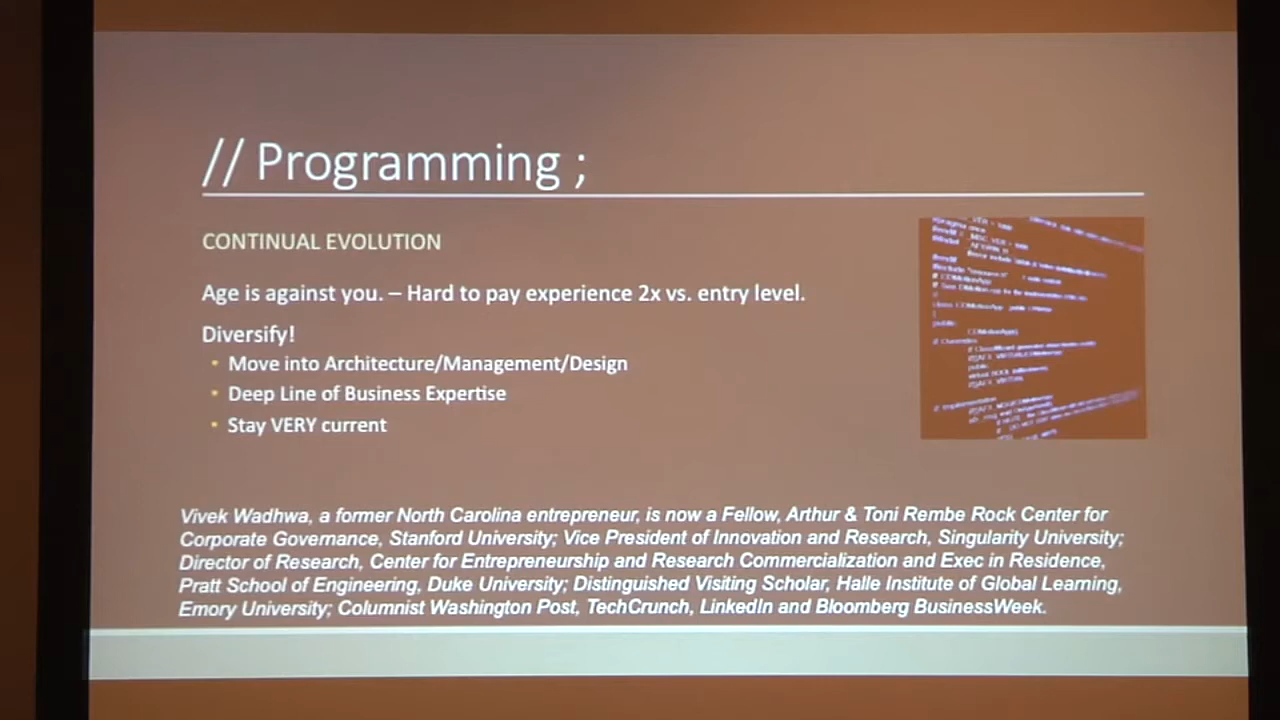 // Programming ;
CONTINUAL EVOLUTION
Age is against you. – Hard to pay experience 2x vs. entry level.
Diversify!
• Move into Architecture/Management/Design
• Deep Line of Business Expertise
• Stay VERY current
Vivek Wadhwa, a former North Carolina entrepreneur, is now a Fellow, Arthur & Toni Rembe Rock Center for
Corporate Governance, Stanford University; Vice President of Innovation and Research, Singularity University;
Director of Research, Center for Entrepreneurship and Research Commercialization and Exec in Residence,
Pratt School of Engineering, Duke University; Distinguished Visiting Scholar, Halle Institute of Global Learning,
Emory University; Columnist Washington Post, TechCrunch, LinkedIn and Bloomberg BusinessWeek.